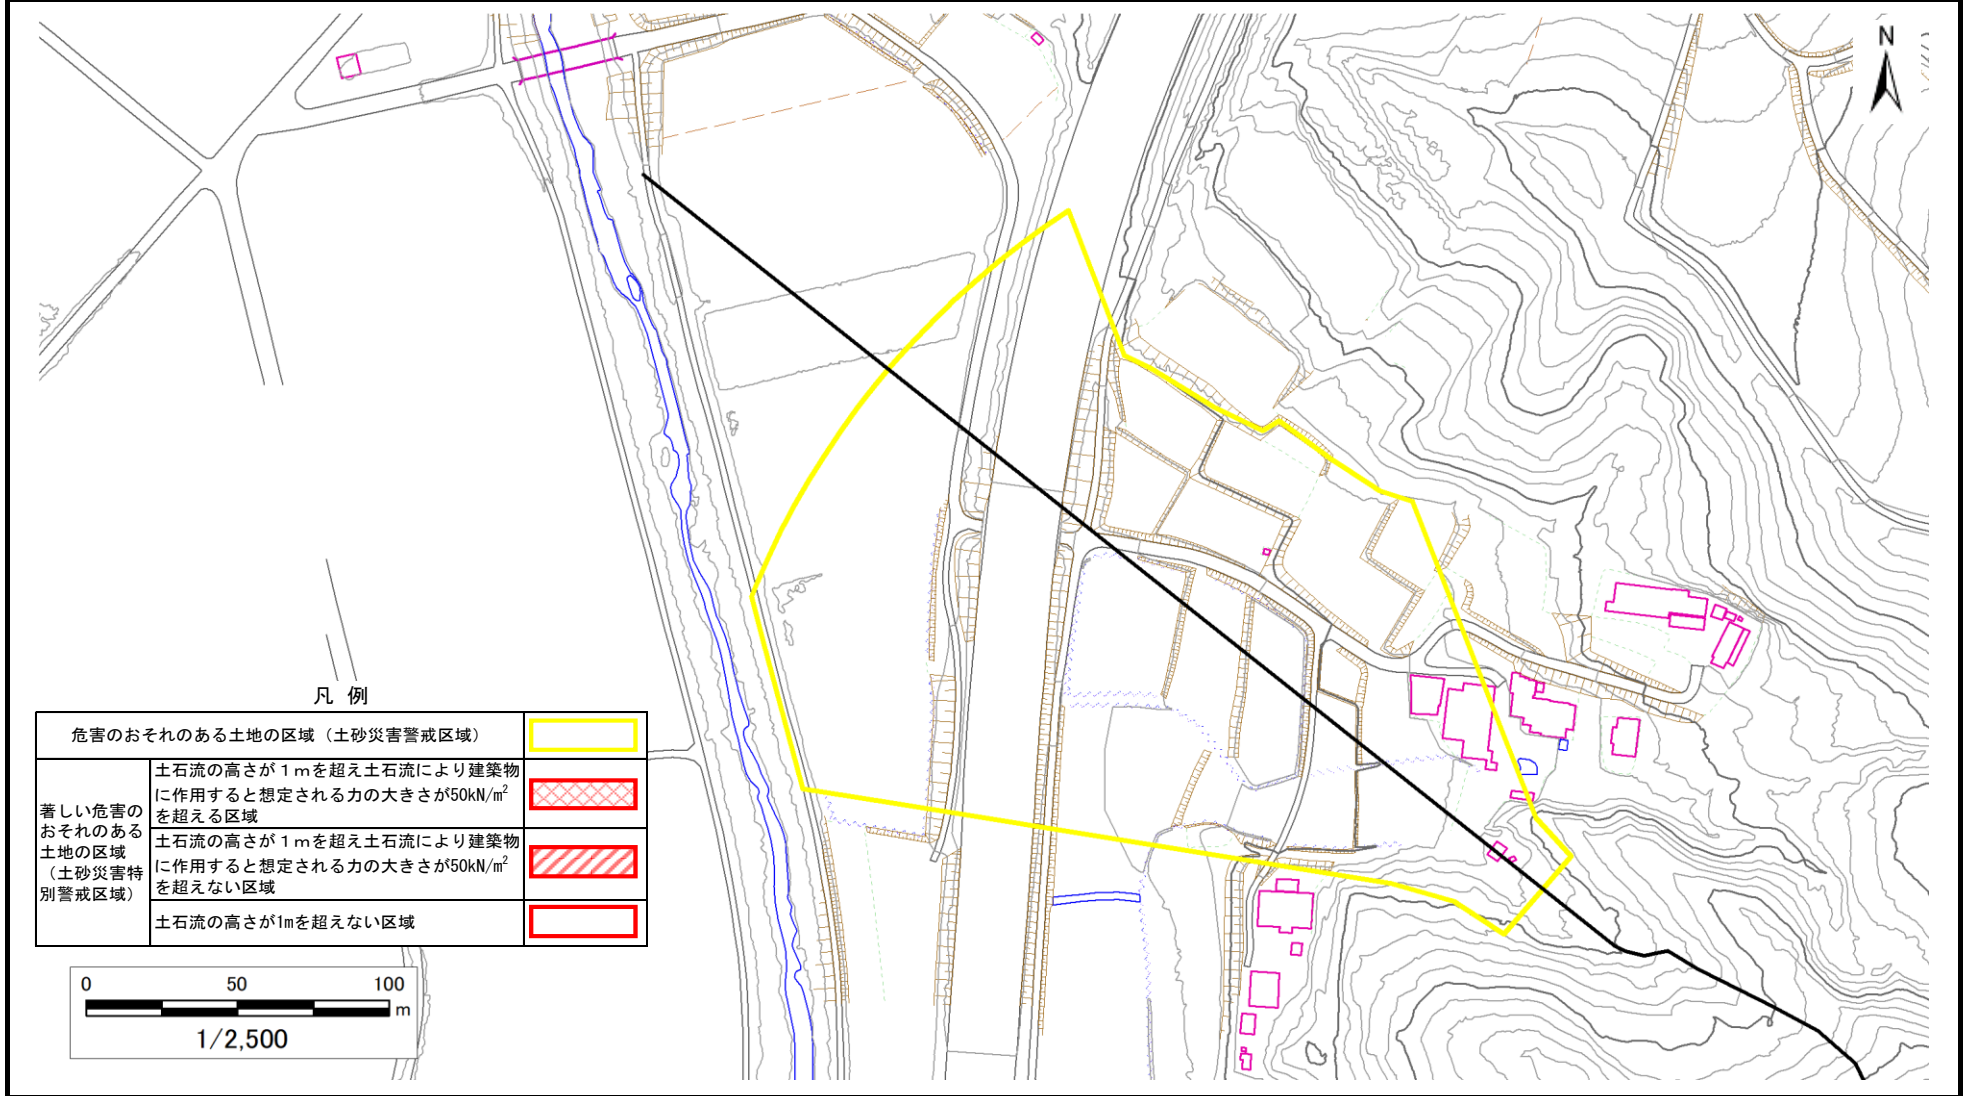 N
凡 例
危害のおそれのある土地の区域（土砂災害警戒区域）
著しい危害の
おそれのある
土地の区域
（土砂災害特
別警戒区域）
土石流の高さが１ｍを超え土石流により建築物
に作用すると想定される力の大きさが50kN/m²
を超える区域
土石流の高さが１ｍを超え土石流により建築物
に作用すると想定される力の大きさが50kN/m²
を超えない区域
土石流の高さが1mを超えない区域
0 50 100
m
1/2,500